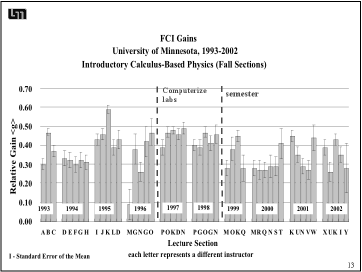 FCI Gains
University of Minnesota, 1993-2002
Introductory Calculus-Based Physics (Fall Sections)
Computerize
labs
semester
Relative Gain <g>
0.70
0.60
0.50
0.40
0.30
0.20
0.10
0.00
1993 1994 1995 1996 1997 1998 1999 2000 2001 2002
A B C D E F G H I J K L D M G N G O P O K D N P G O G N M O K Q M R Q N S T K U N V W X U K I Y
Lecture Section
each letter represents a different instructor
I - Standard Error of the Mean
13